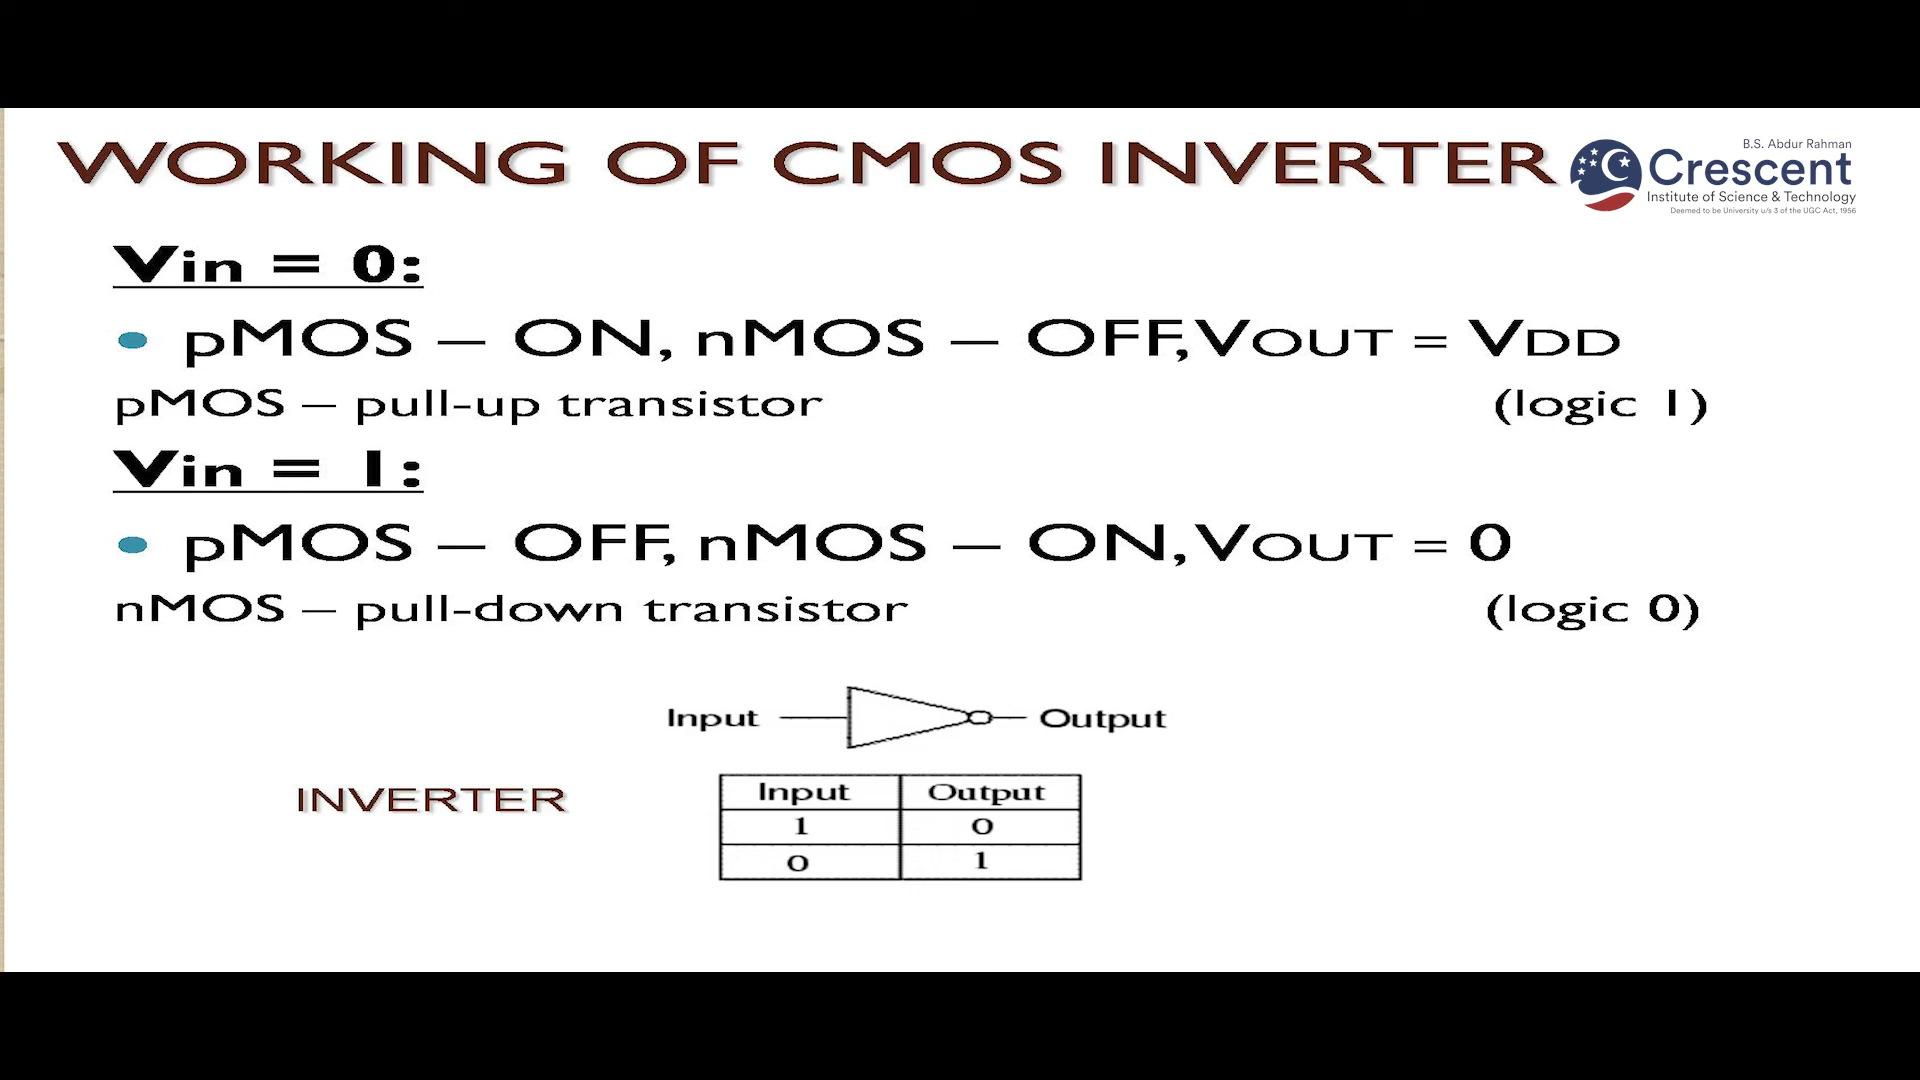 WORKING OF CMOS INVERTER
B.S. Abdur Rahman
Crescent
Institute of Science & Technology
Deemed to be University u/s 3 of the UGC Act, 1956
Vin = 0:
• pMOS – ON, nMOS – OFF, VOUT = VDD
pMOS – pull-up transistor (logic 1)
Vin = 1:
• pMOS – OFF, nMOS – ON, VOUT = 0
nMOS – pull-down transistor (logic 0)
Input Output
INVERTER
Input Output
1 0
0 1